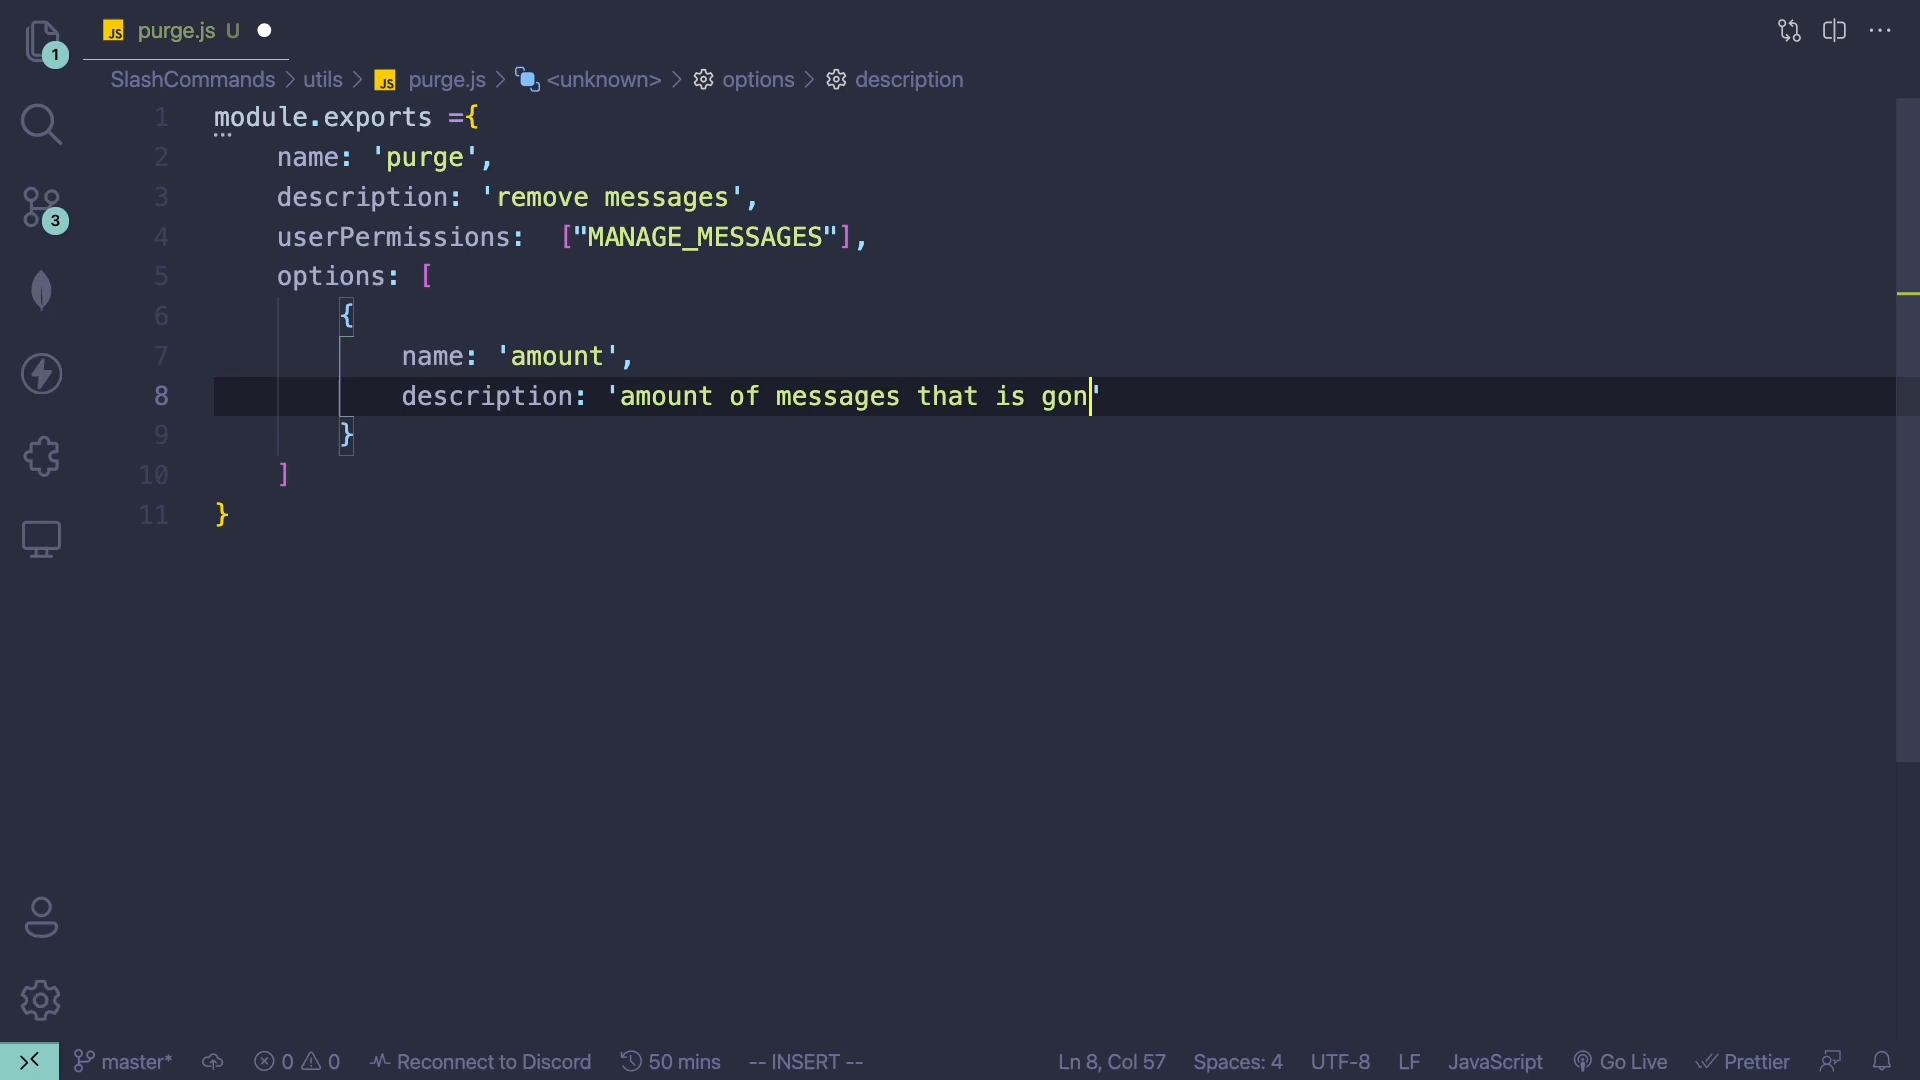 JS purge.js U
SlashCommands > utils > JS purge.js > <unknown> > options > description
1 module.exports ={
2 name: 'purge',
3 description: 'remove messages',
4 userPermissions:  ["MANAGE_MESSAGES"],
5 options: [
6 {
7 name: 'amount',
8 description: 'amount of messages that is gon'
9 }
10 ]
11 }
1
3
master* 0 0 Reconnect to Discord 50 mins -- INSERT -- Ln 8, Col 57 Spaces: 4 UTF-8 LF JavaScript Go Live Prettier